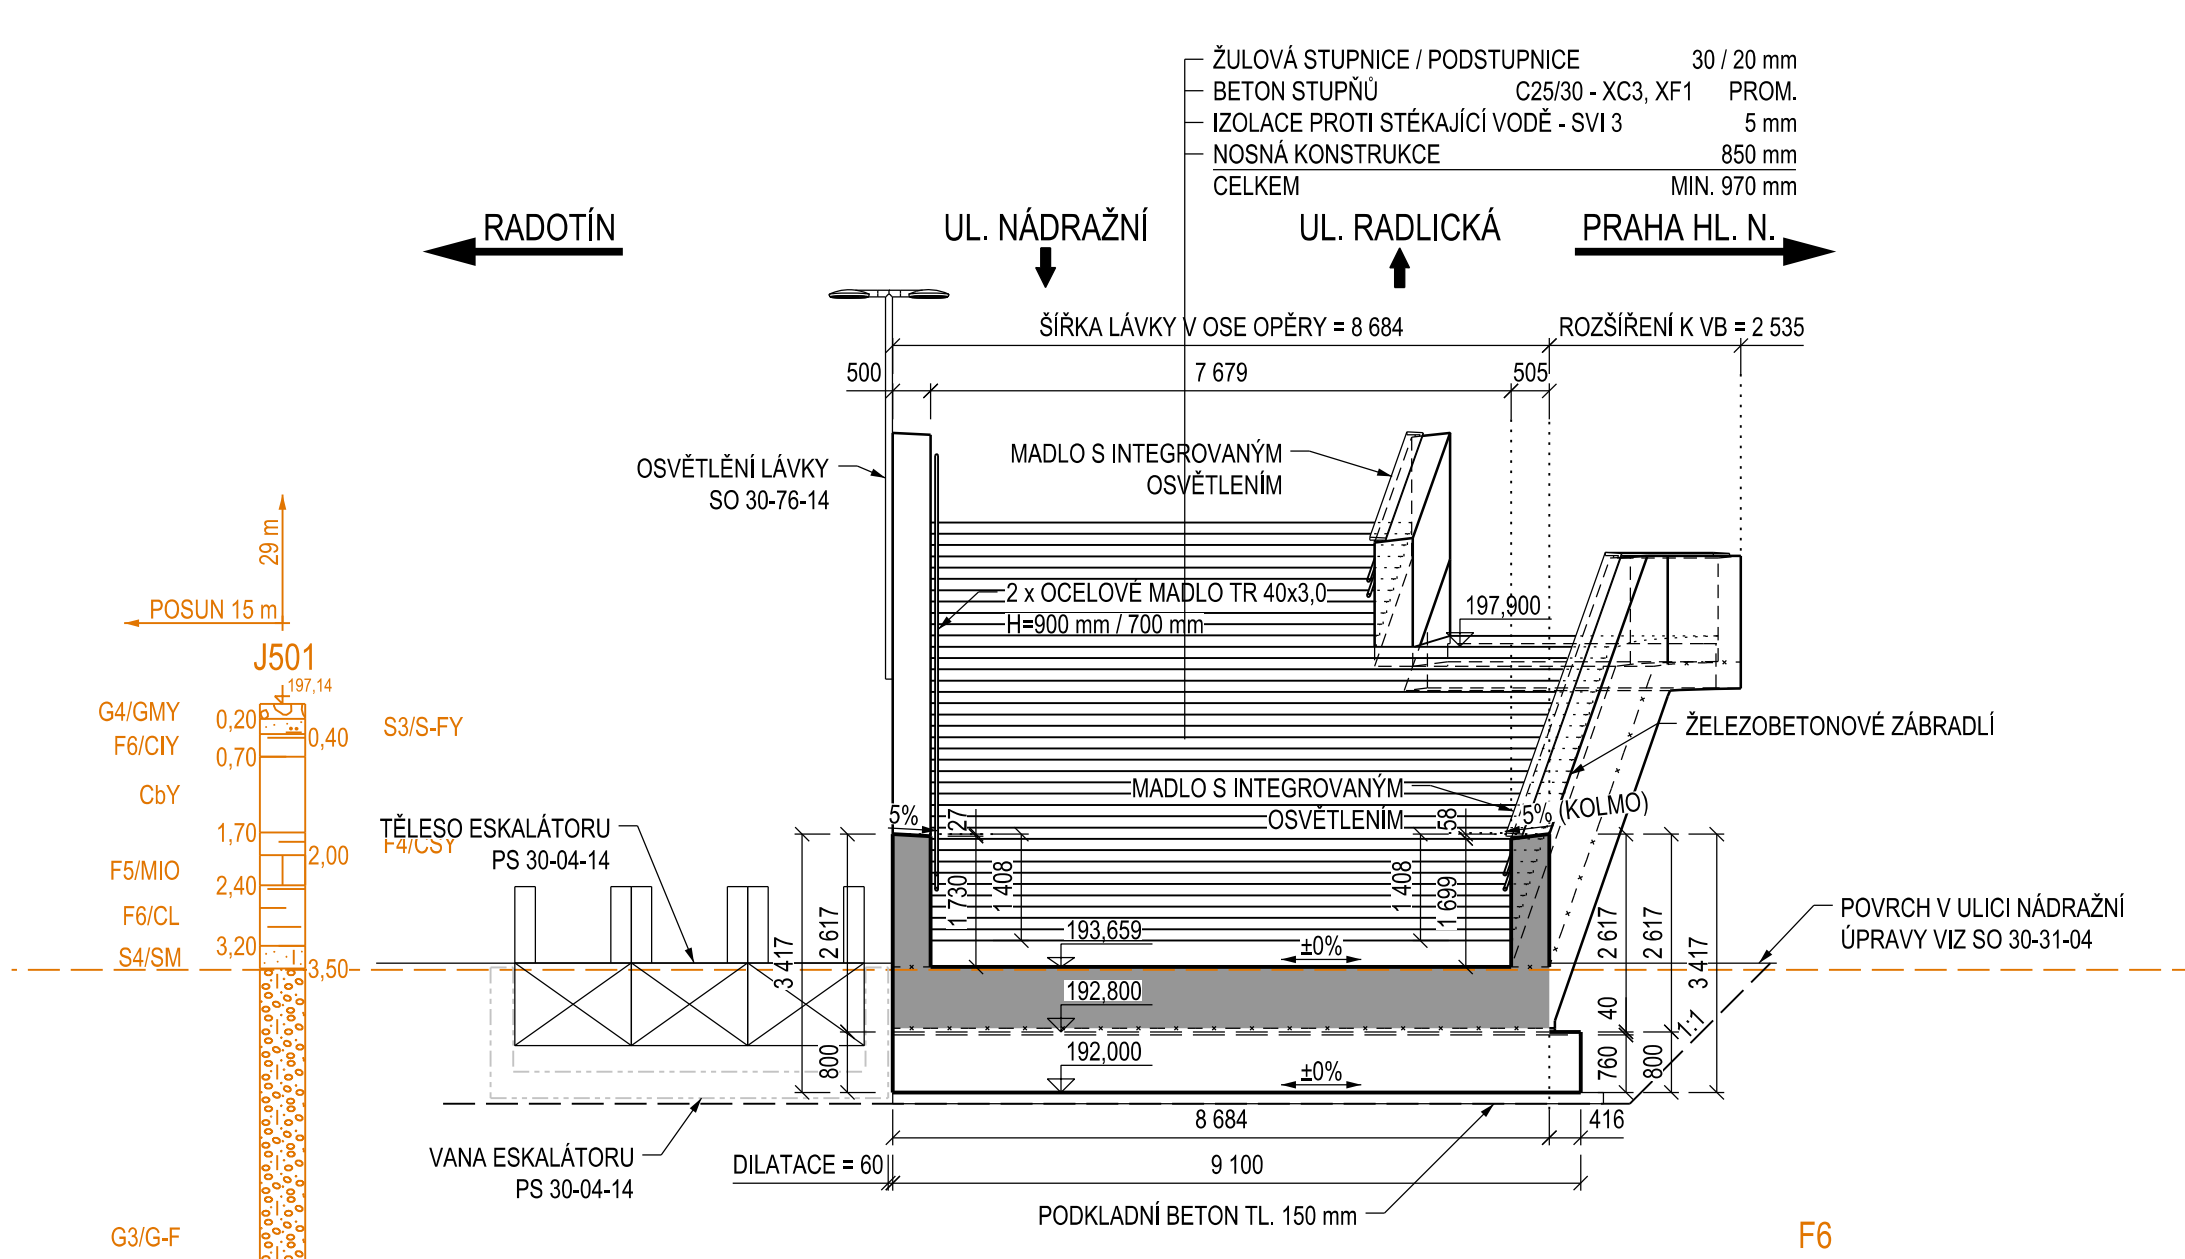 ŽULOVÁ STUPNICE / PODSTUPNICE 30 / 20 mm
BETON STUPŇŮ C25/30 - XC3, XF1 PROM.
IZOLACE PROTI STÉKAJÍCÍ VODĚ - SVI 3 5 mm
NOSNÁ KONSTRUKCE 850 mm
CELKEM MIN. 970 mm
RADOTÍN UL. NÁDRAŽNÍ UL. RADLICKÁ PRAHA HL. N.
ŠÍŘKA LÁVKY V OSE OPĚRY = 8 684 ROZŠÍŘENÍ K VB = 2 535
500 7 679 505
OSVĚTLĚNÍ LÁVKY
SO 30-76-14
MADLO S INTEGROVANÝM
OSVĚTLENÍM
29 m
POSUN 15 m
J501
197,14
2 x OCELOVÉ MADLO TR 40x3,0
H=900 mm / 700 mm
197,900
G4/GMY 0,20
0,40 S3/S-FY
F6/CIY 0,70
CbY
1,70
F4/CSY
2,00
F5/MIO 2,40
F6/CL
S4/SM 3,20
3,50
G3/G-F
ŽELEZOBETONOVÉ ZÁBRADLÍ
MADLO S INTEGROVANÝM
OSVĚTLENÍM
5% 27 58 5% (KOLMO)
TĚLESO ESKALÁTORU
PS 30-04-14
3 417 2 617 1 730 1 408 1 408 1 699 2 617 2 617 3 417
POVRCH V ULICI NÁDRAŽNÍ
ÚPRAVY VIZ SO 30-31-04
193,659 ±0%
192,800
40 1:1
192,000 ±0%
800 760 800
8 684 416
VANA ESKALÁTORU
PS 30-04-14
DILATACE = 60 9 100
PODKLADNÍ BETON TL. 150 mm
F6